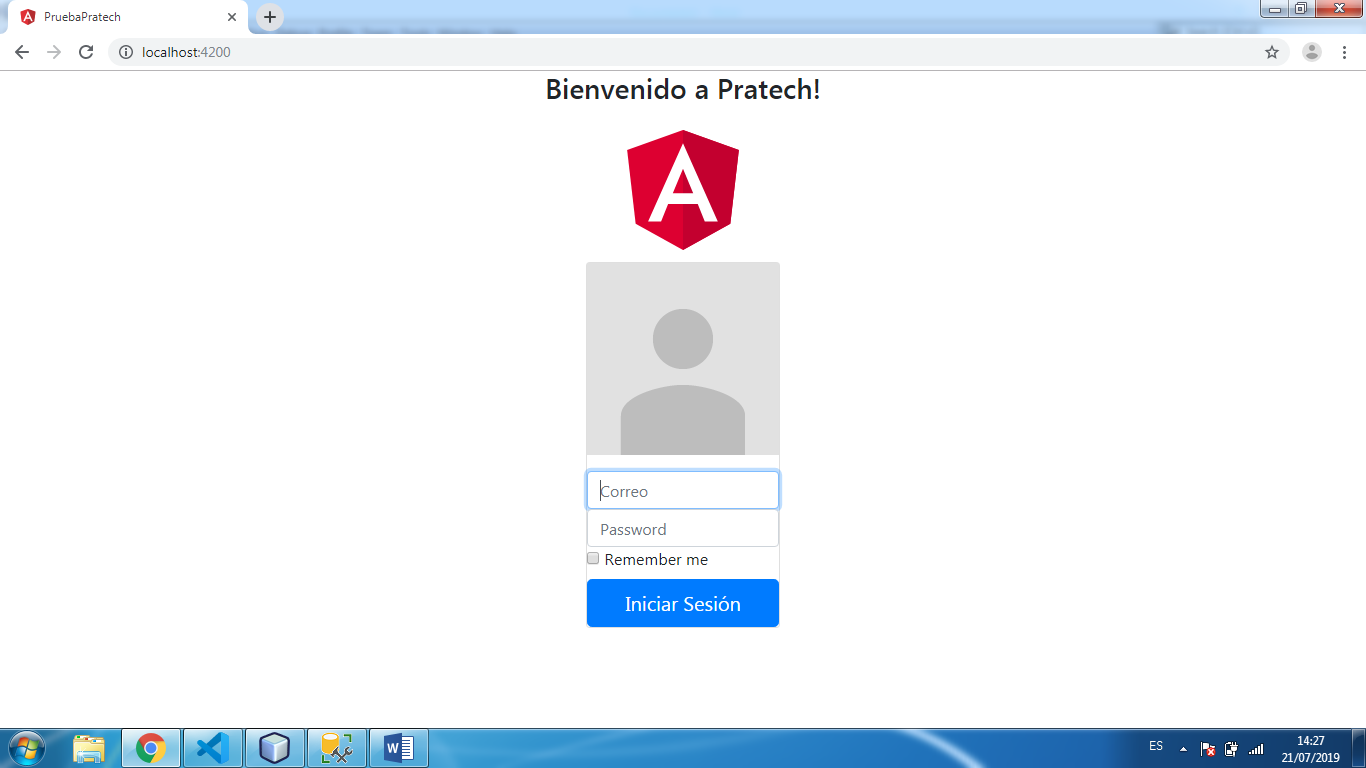 PruebaPratech
localhost:4200
Bienvenido a Pratech!
A
Correo
Password
Remember me
Iniciar Sesión
ES
14:27
21/07/2019